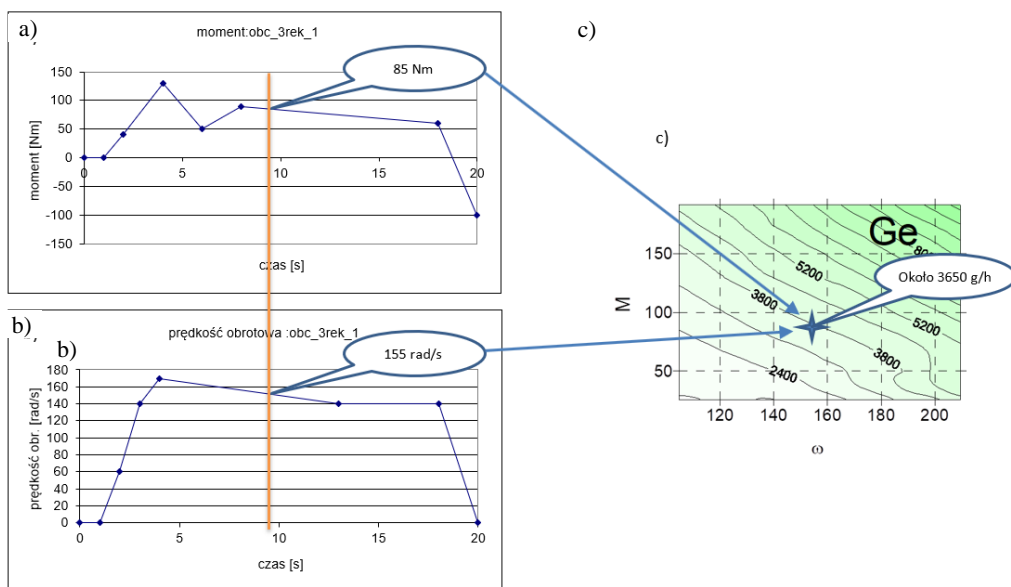 a)
moment:obc_3rek_1
85 Nm
150
100
50
0
-50
-100
-150
0
5
10
15
20
moment [Nm]
czas [s]
b)
b)
prędkość obrotowa :obc_3rek_1
155 rad/s
180
160
140
120
100
80
60
40
20
0
0
5
10
15
20
prędkość obr. [rad/s]
czas [s]
c)
c)
Ge
Około 3650 g/h
5200
3800
5200
3800
2400
150
100
50
M
120
140
160
180
200
ω